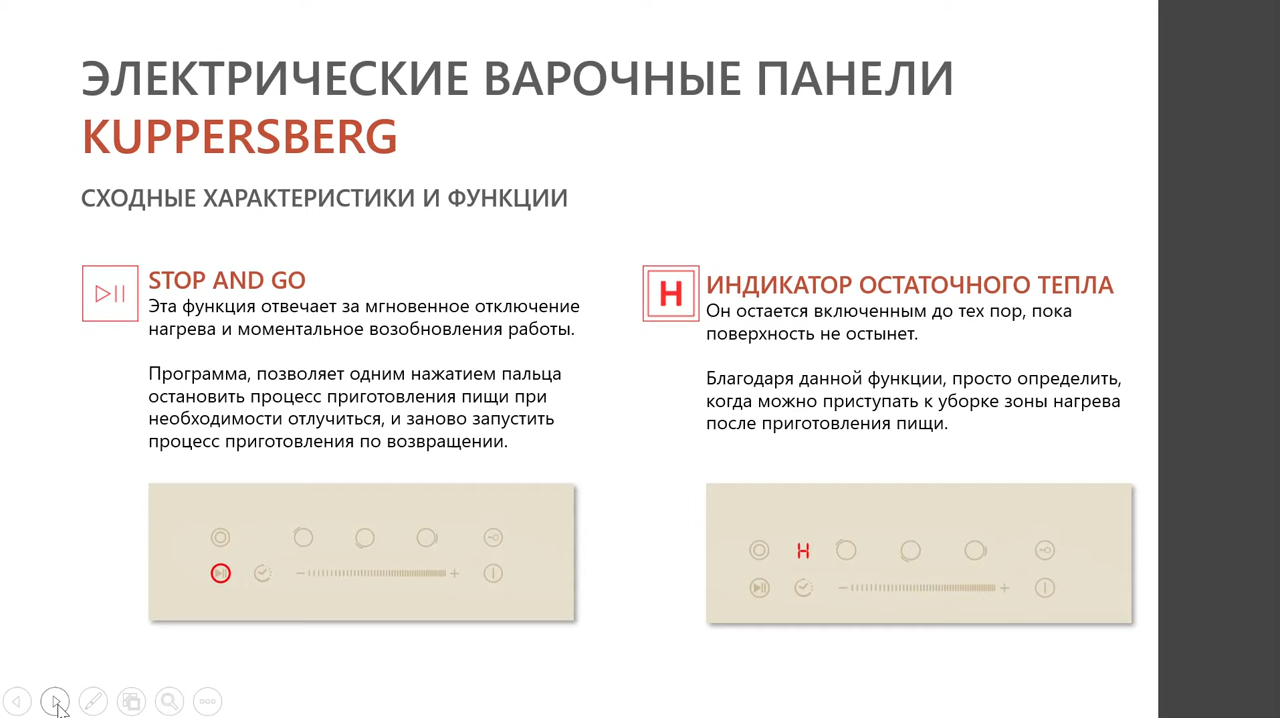 ЭЛЕКТРИЧЕСКИЕ ВАРОЧНЫЕ ПАНЕЛИ
KUPPERSBERG
СХОДНЫЕ ХАРАКТЕРИСТИКИ И ФУНКЦИИ
STOP AND GO
Эта функция отвечает за мгновенное отключение
нагрева и моментальное возобновления работы.
Программа, позволяет одним нажатием пальца
остановить процесс приготовления пищи при
необходимости отлучиться, и заново запустить
процесс приготовления по возвращении.
H
ИНДИКАТОР ОСТАТОЧНОГО ТЕПЛА
Он остается включенным до тех пор, пока
поверхность не остынет.
Благодаря данной функции, просто определить,
когда можно приступать к уборке зоны нагрева
после приготовления пищи.
H